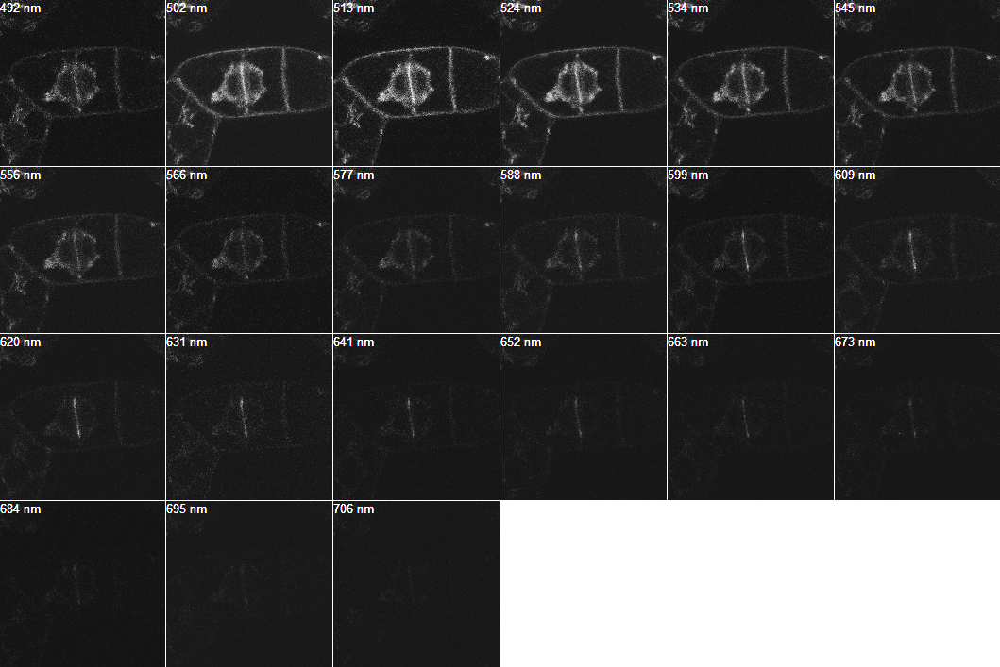 492 nm
502 nm
513 nm
524 nm
534 nm
545 nm
556 nm
566 nm
577 nm
588 nm
599 nm
609 nm
620 nm
631 nm
641 nm
652 nm
663 nm
673 nm
684 nm
695 nm
706 nm